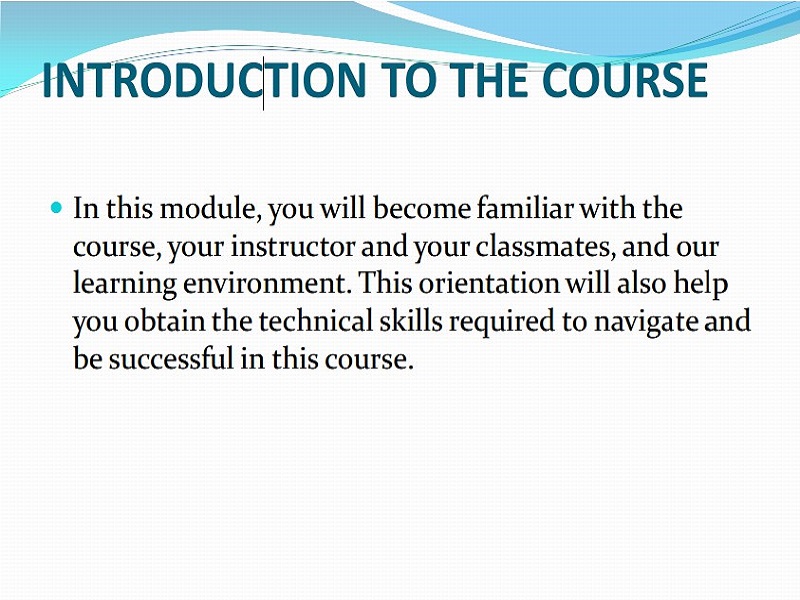 INTRODUCTION TO THE COURSE
• In this module, you will become familiar with the
course, your instructor and your classmates, and our
learning environment. This orientation will also help
you obtain the technical skills required to navigate and
be successful in this course.